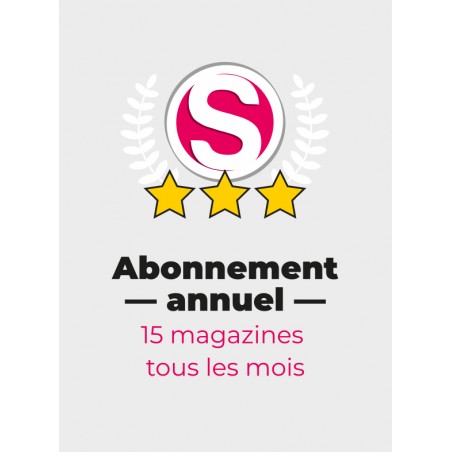 S
Abonnement
— annuel —
15 magazines
tous les mois